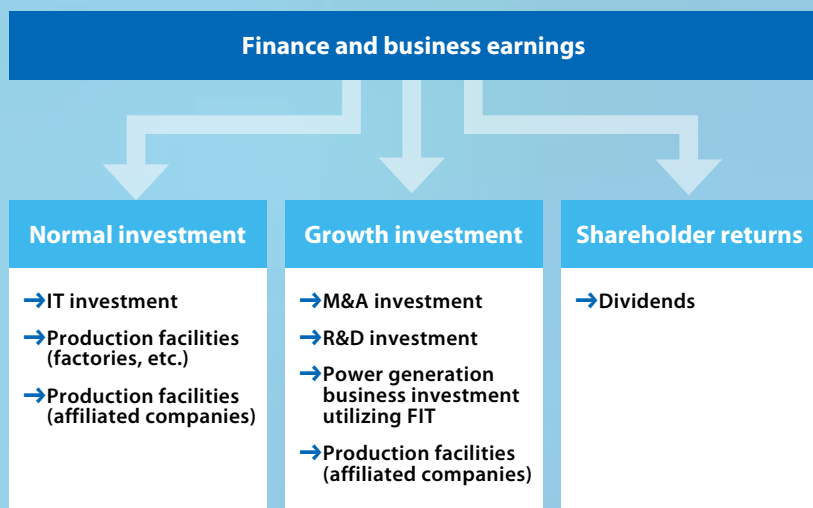 Finance and business earnings
Normal investment
→IT investment
→Production facilities
(factories, etc.)
→Production facilities
(affiliated companies)
Growth investment
→M&A investment
→R&D investment
→Power generation
business investment
utilizing FIT
→Production facilities
(affiliated companies)
Shareholder returns
→Dividends